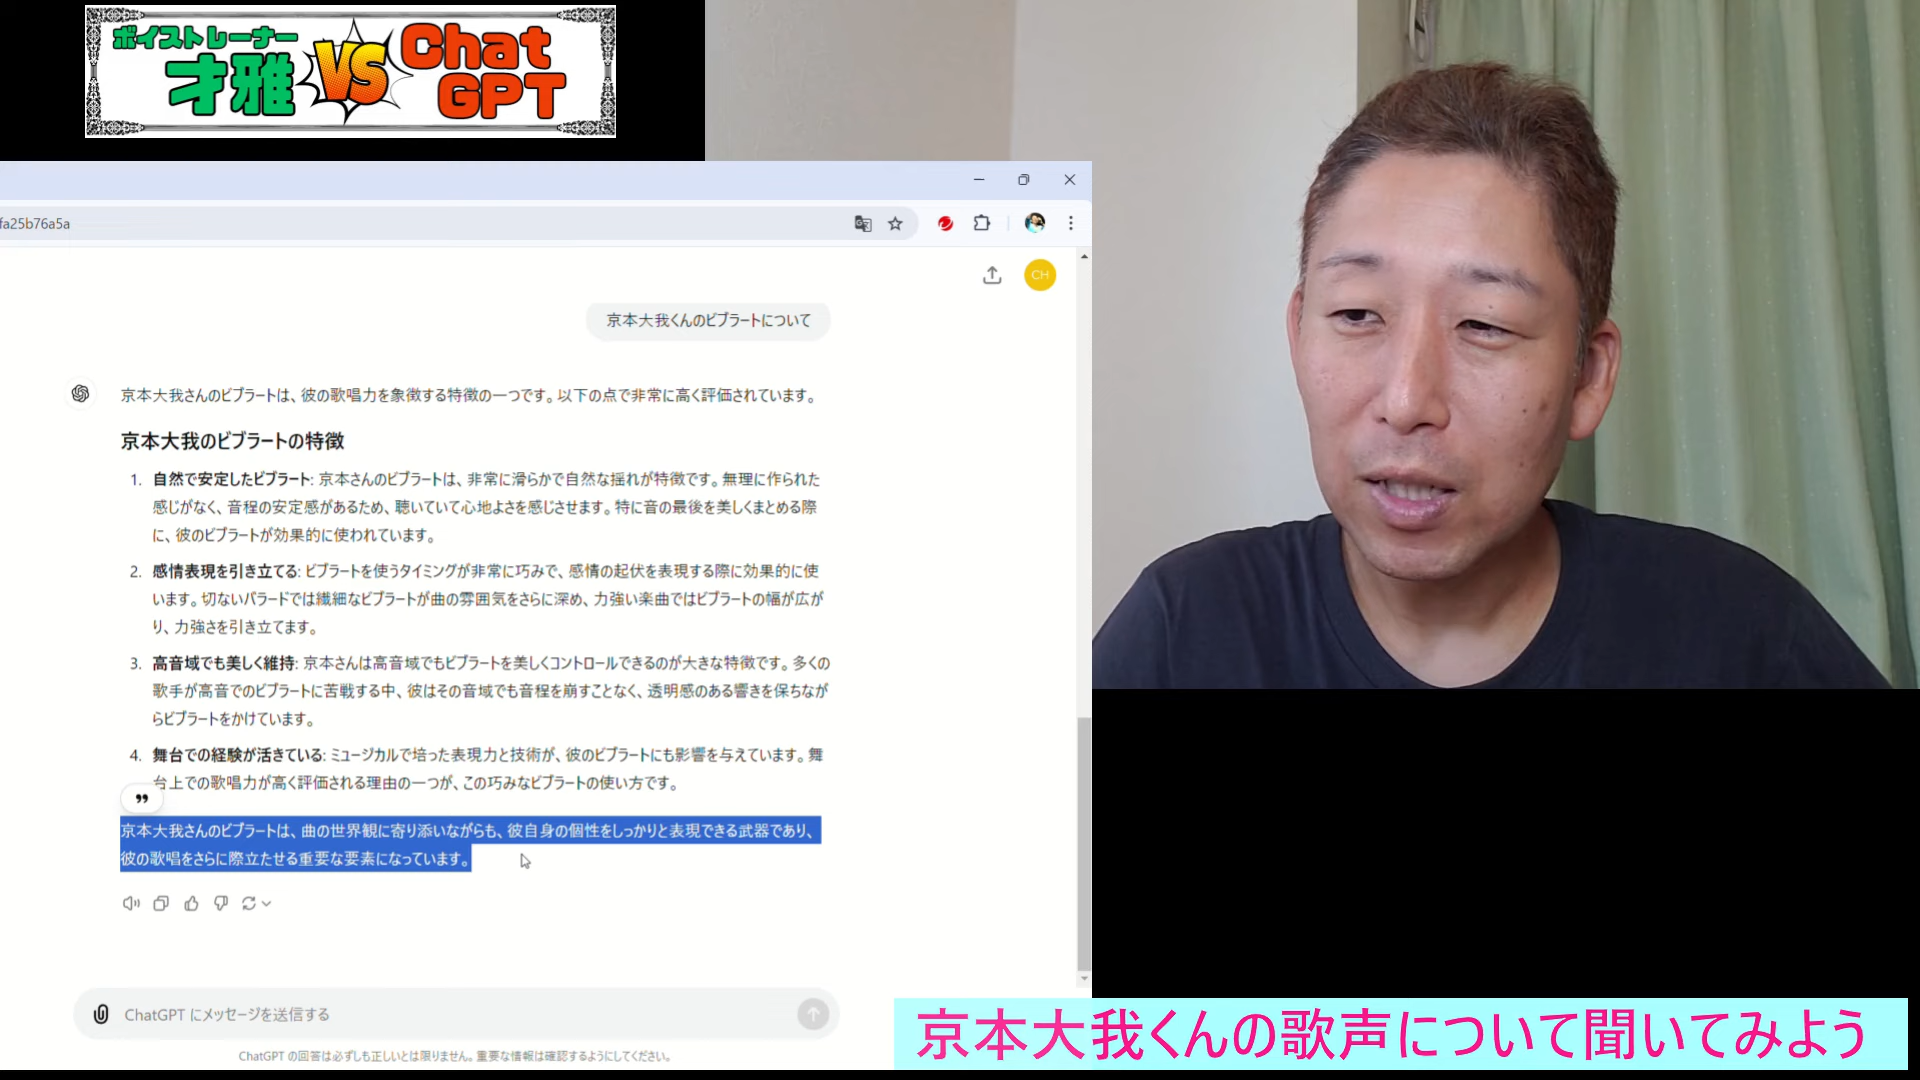 ボイストレーナー
才雅
VS
Chat
GPT
fa25b76a5a
CH
京本大我くんのビブラートについて
京本大我さんのビブラートは、彼の歌唱力を象徴する特徴の一つです。以下の点で非常に高く評価されています。
京本大我のビブラートの特徴
1. 自然で安定したビブラート: 京本さんのビブラートは、非常に滑らかで自然な揺れが特徴です。無理に作られた
感じがなく、音程の安定感があるため、聴いていて心地よさを感じさせます。特に音の最後を美しくまとめる際
に、彼のビブラートが効果的に使われています。
2. 感情表現を引き立てる: ビブラートを使うタイミングが非常に巧みで、感情の起伏を表現する際に効果的に使
います。切ないバラードでは繊細なビブラートが曲の雰囲気をさらに深め、力強い楽曲ではビブラートの幅が広が
り、力強さを引き立てます。
3. 高音域でも美しく維持: 京本さんは高音域でもビブラートを美しくコントロールできるのが大きな特徴です。多くの
歌手が高音でのビブラートに苦戦する中、彼はその音域でも音程を崩すことなく、透明感のある響きを保ちなが
らビブラートをかけています。
4. 舞台での経験が活きている: ミュージカルで培った表現力と技術が、彼のビブラートにも影響を与えています。舞
台上での歌唱力が高く評価される理由の一つが、この巧みなビブラートの使い方です。
京本大我さんのビブラートは、曲の世界観に寄り添いながらも、彼自身の個性をしっかりと表現できる武器であり、
彼の歌唱をさらに際立たせる重要な要素になっています。
ChatGPT にメッセージを送信する
ChatGPT の回答は必ずしも正しいとは限りません。重要な情報は確認するようにしてください。
京本大我くんの歌声について聞いてみよう